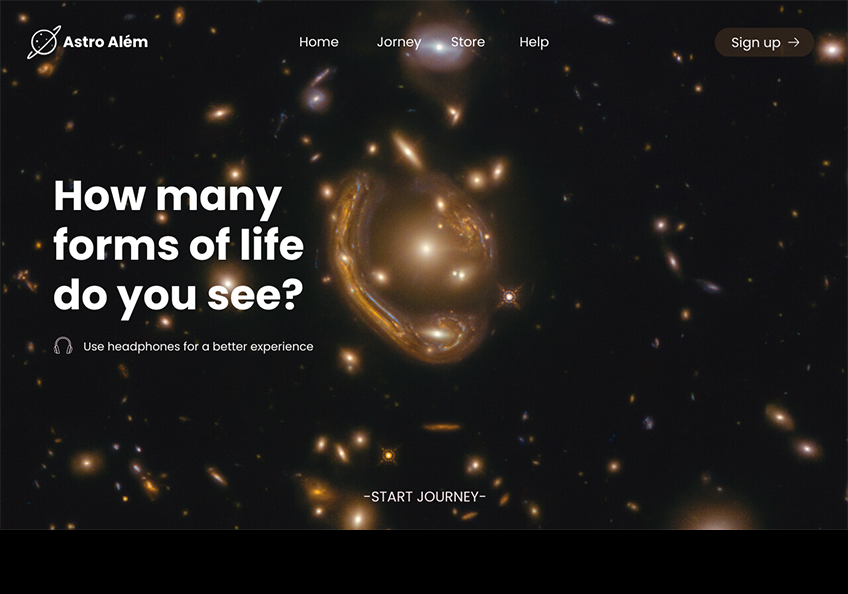 Astro Além
Home Jorney Store Help
Sign up
How many
forms of life
do you see?
Use headphones for a better experience
-START JOURNEY-